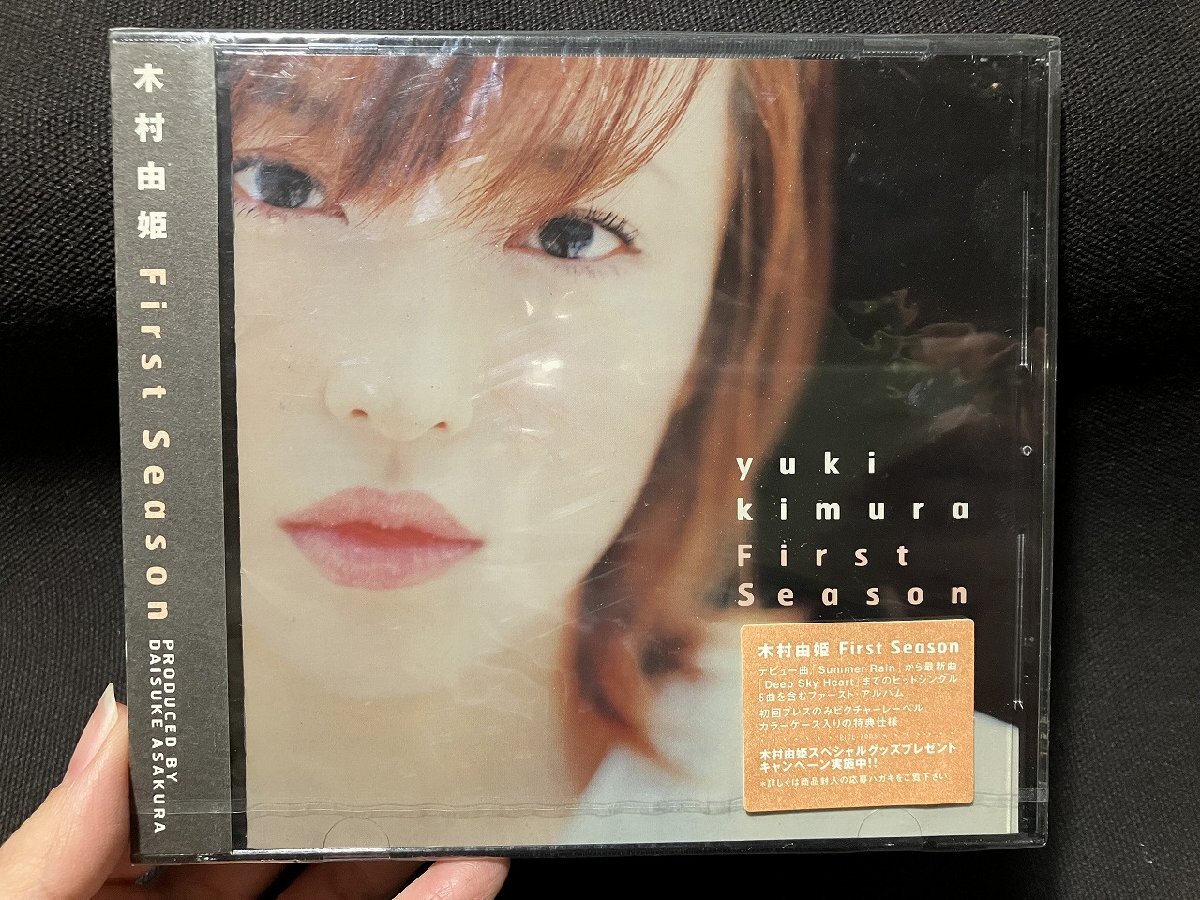 木村由姫 First Season
PRODUCED BY
DAISUKE ASAKURA
yuki
kimura
First
Season
木村由姫 First Season
デビュー曲「Summer Rain」から最新曲
「Deep Sky Heart」までのヒットシングル
5曲を含むファースト・アルバム
初回プレスのみピクチャーレーベル、
カラーケース入りの特典仕様
木村由姫スペシャルグッズプレゼント
キャンペーン実施中!!
*詳しくは商品封入の応募ハガキをご覧下さい